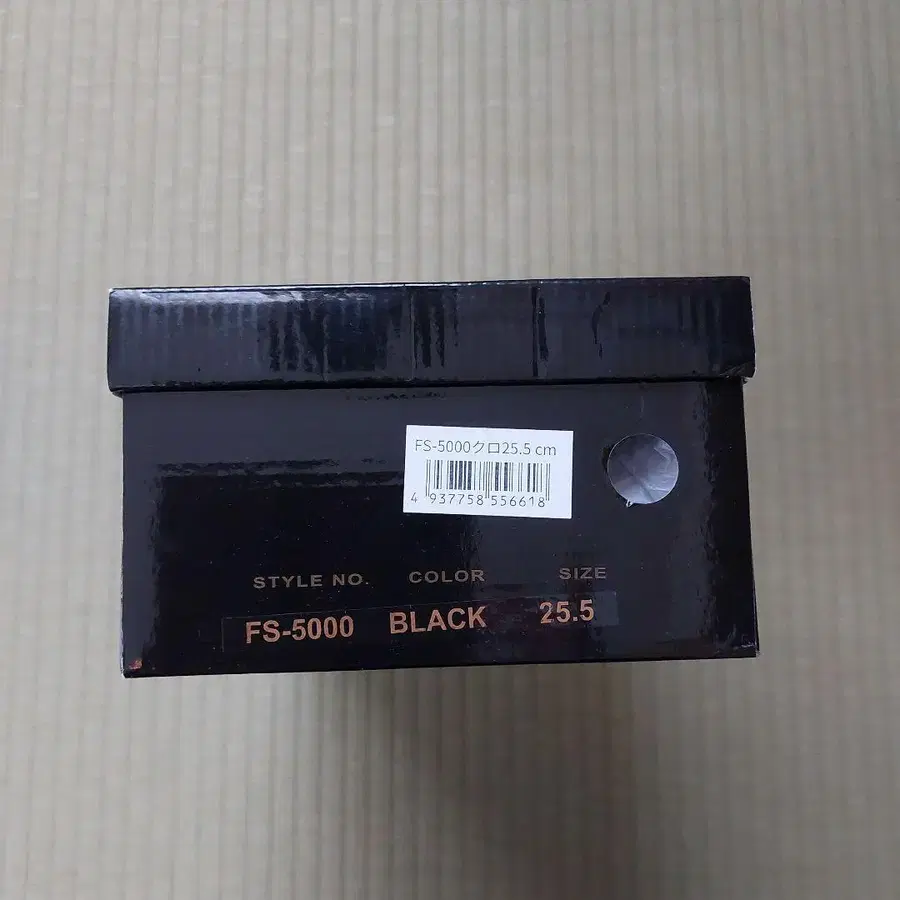 FS-5000クロ25.5 cm
4 937758 556618
STYLE NO. COLOR SIZE
FS-5000 BLACK 25.5